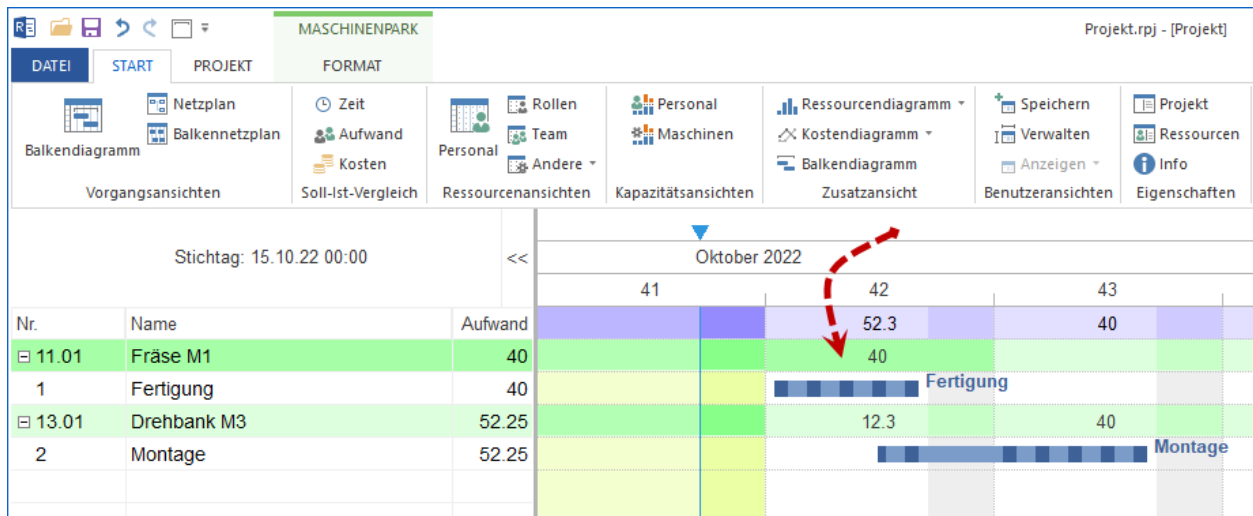 MASCHINENPARK
Projekt.rpj - [Projekt]
DATEI START PROJEKT FORMAT
Balkendiagramm
Netzplan
Balkennetzplan
Vorgangsansichten
Zeit
Aufwand
Kosten
Soll-Ist-Vergleich
Personal
Rollen
Team
Andere
Ressourcenansichten
Personal
Maschinen
Kapazitätsansichten
Ressourcendiagramm
Kostendiagramm
Balkendiagramm
Zusatzansicht
Speichern
Verwalten
Anzeigen
Benutzeransichten
Projekt
Ressourcen
Info
Eigenschaften
Stichtag: 15.10.22 00:00 <<
Oktober 2022
41 42 43
Nr. Name Aufwand 52.3 40
11.01 Fräse M1 40 40
1 Fertigung 40 Fertigung
13.01 Drehbank M3 52.25 12.3 40
2 Montage 52.25 Montage